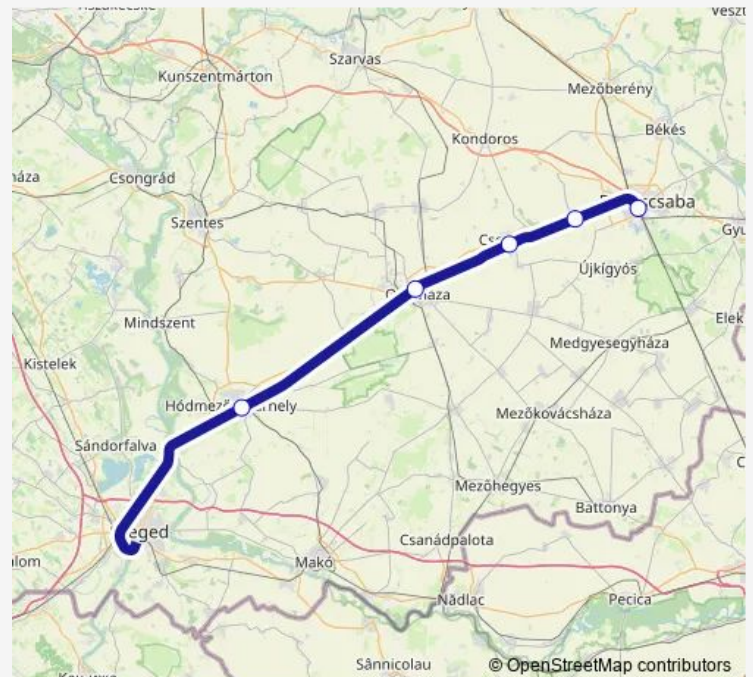 Kunszentmárton
Szarvas
Mezőberény
Kondoros
Békés
Csongrád
Szentes
Újkígyós
Elek
Mindszent
Medgyesegyháza
Kistelek
Mezőkovácsháza
Sándorfalva
Mezőhegyes
Battonya
Csanádpalota
Makó
Nădlac
Pecica
Sânnicolau
© OpenStreetMap contributors